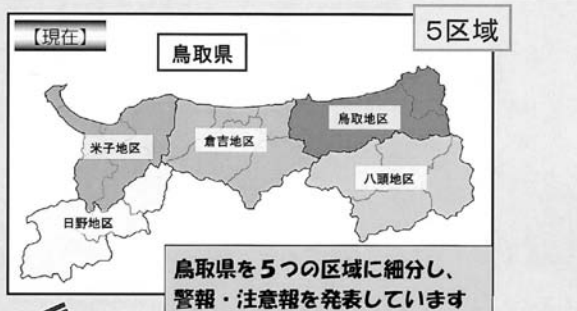 5区域
【現在】
鳥取県
鳥取地区
倉吉地区
米子地区
八頭地区
日野地区
鳥取県を5つの区域に細分し、
警報・注意報を発表しています